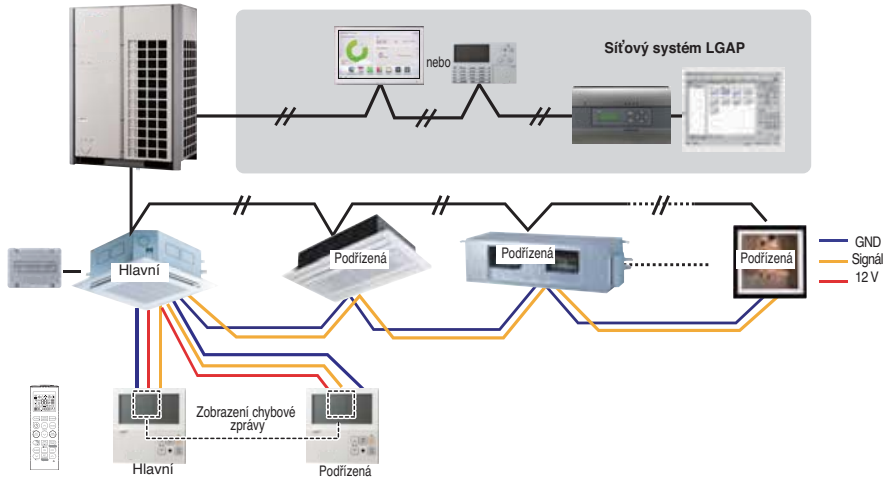 Síťový systém LGAP
nebo
Hlavní
Podřízená
Podřízená
Podřízená
GND
Signál
12 V
Zobrazení chybové
zprávy
Hlavní
Podřízená